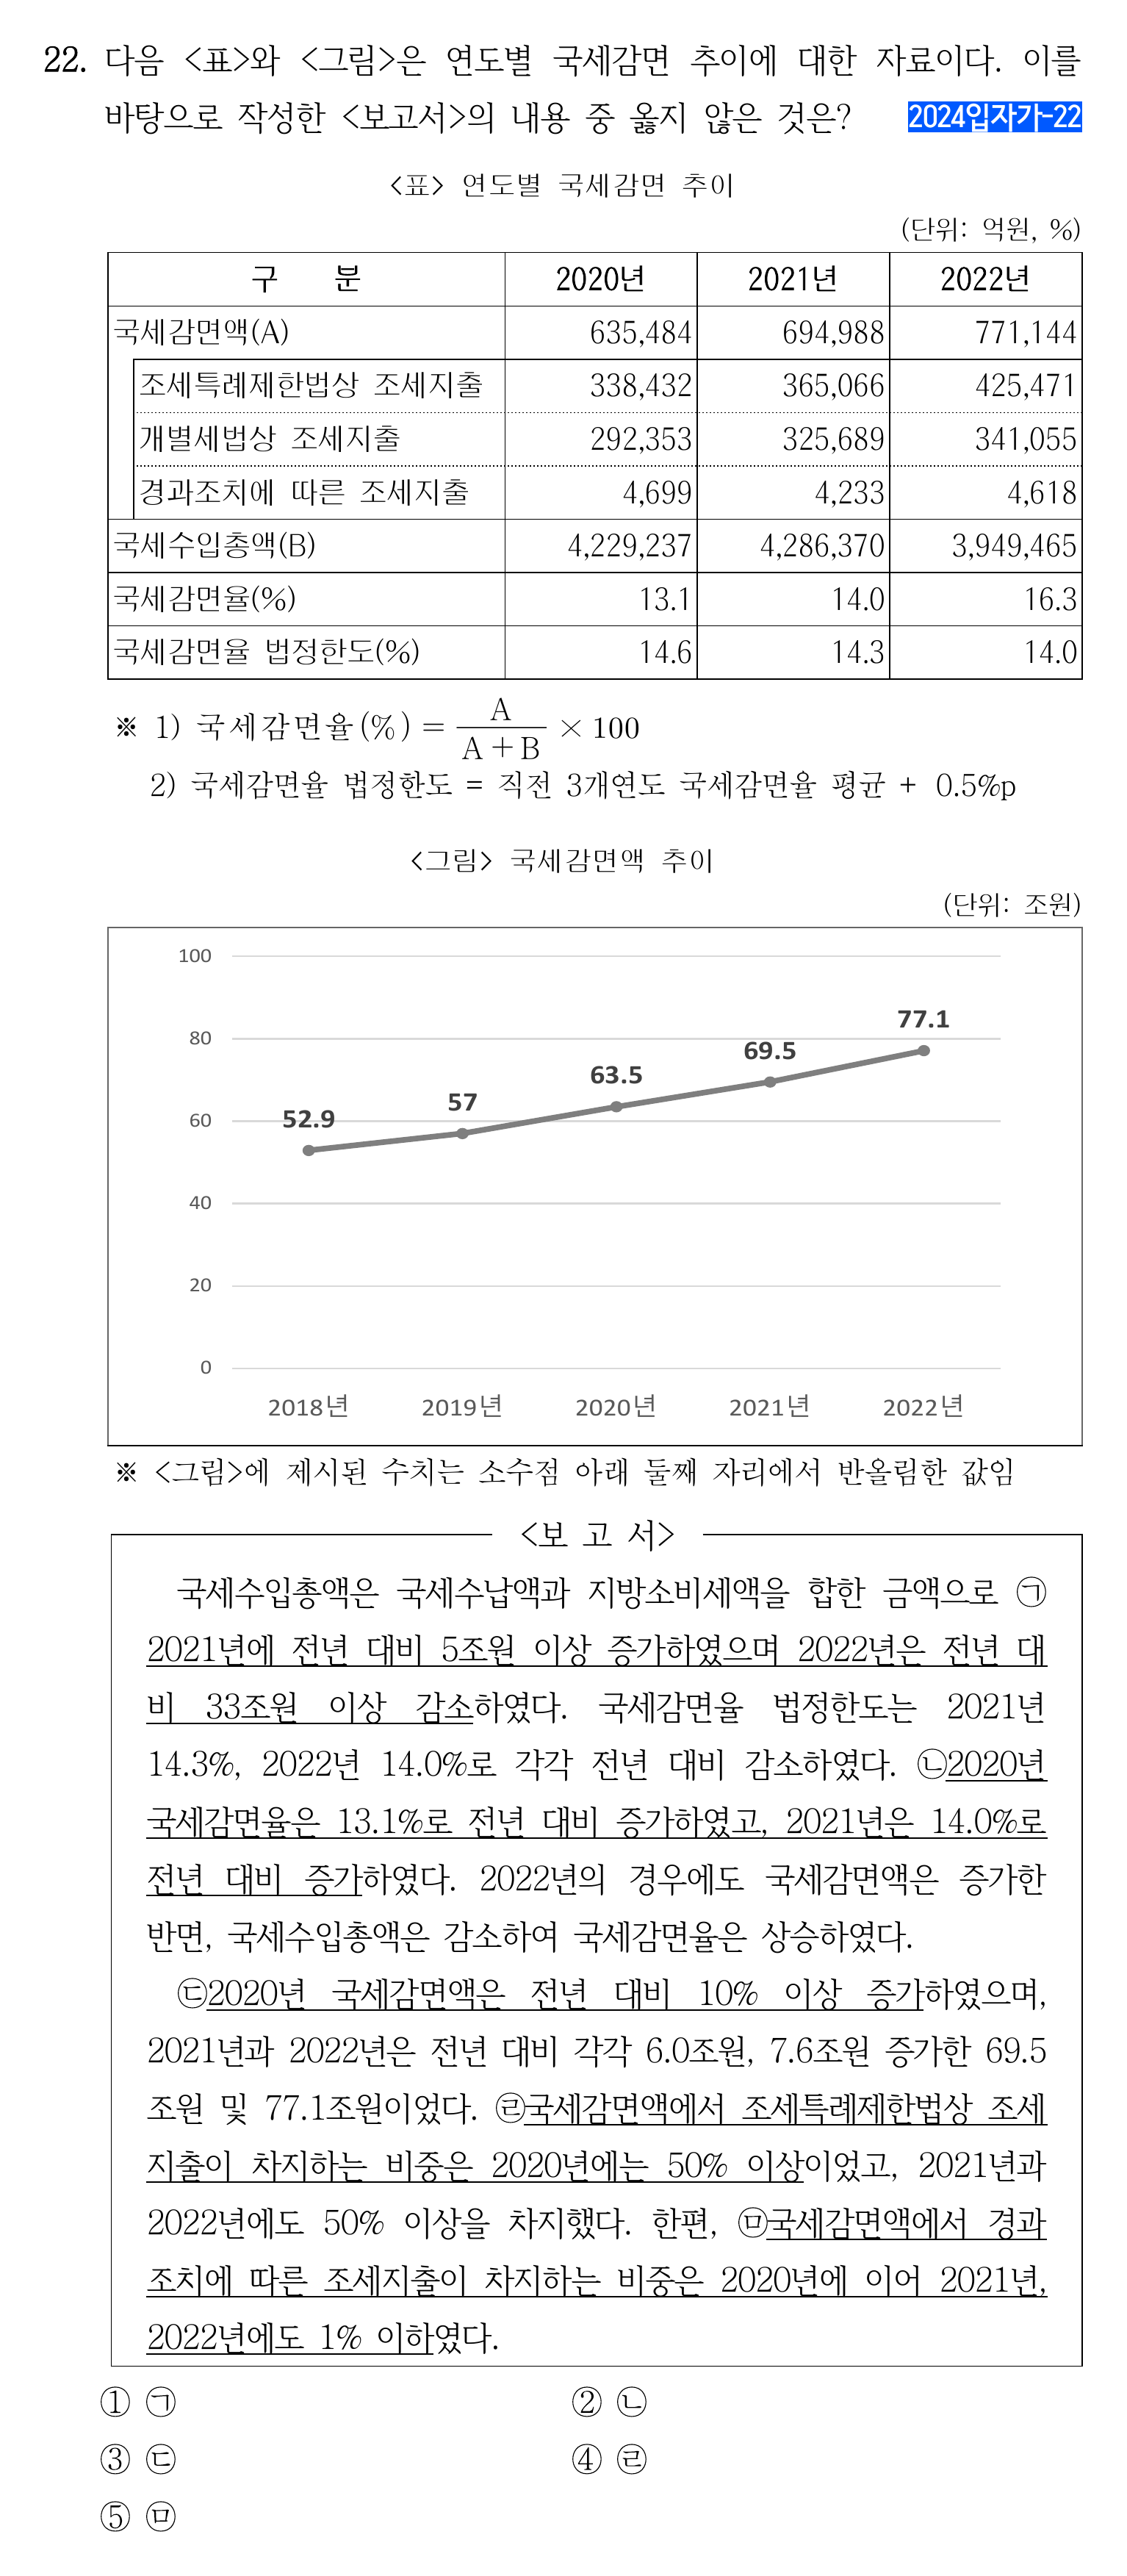 22. 다음 <표>와 <그림>은 연도별 국세감면 추이에 대한 자료이다. 이를
바탕으로 작성한 <보고서>의 내용 중 옳지 않은 것은? 2024입자가-22
<표> 연도별 국세감면 추이
(단위: 억원, %)
구 분 2020년 2021년 2022년
국세감면액(A) 635,484 694,988 771,144
조세특례제한법상 조세지출 338,432 365,066 425,471
개별세법상 조세지출 292,353 325,689 341,055
경과조치에 따른 조세지출 4,699 4,233 4,618
국세수입총액(B) 4,229,237 4,286,370 3,949,465
국세감면율(%) 13.1 14.0 16.3
국세감면율 법정한도(%) 14.6 14.3 14.0
※ 1) 국세감면율(%) = A / (A + B) × 100
2) 국세감면율 법정한도 = 직전 3개연도 국세감면율 평균 + 0.5%p
<그림> 국세감면액 추이
(단위: 조원)
100
80
60
40
20
0
52.9 57 63.5 69.5 77.1
2018년 2019년 2020년 2021년 2022년
※ <그림>에 제시된 수치는 소수점 아래 둘째 자리에서 반올림한 값임
<보 고 서>
국세수입총액은 국세수납액과 지방소비세액을 합한 금액으로 ㉠
2021년에 전년 대비 5조원 이상 증가하였으며 2022년은 전년 대
비 33조원 이상 감소하였다. 국세감면율 법정한도는 2021년
14.3%, 2022년 14.0%로 각각 전년 대비 감소하였다. ㉡2020년
국세감면율은 13.1%로 전년 대비 증가하였고, 2021년은 14.0%로
전년 대비 증가하였다. 2022년의 경우에도 국세감면액은 증가한
반면, 국세수입총액은 감소하여 국세감면율은 상승하였다.
㉢2020년 국세감면액은 전년 대비 10% 이상 증가하였으며,
2021년과 2022년은 전년 대비 각각 6.0조원, 7.6조원 증가한 69.5
조원 및 77.1조원이었다. ㉣국세감면액에서 조세특례제한법상 조세
지출이 차지하는 비중은 2020년에는 50% 이상이었고, 2021년과
2022년에도 50% 이상을 차지했다. 한편, ㉤국세감면액에서 경과
조치에 따른 조세지출이 차지하는 비중은 2020년에 이어 2021년,
2022년에도 1% 이하였다.
① ㉠ ② ㉡
③ ㉢ ④ ㉣
⑤ ㉤